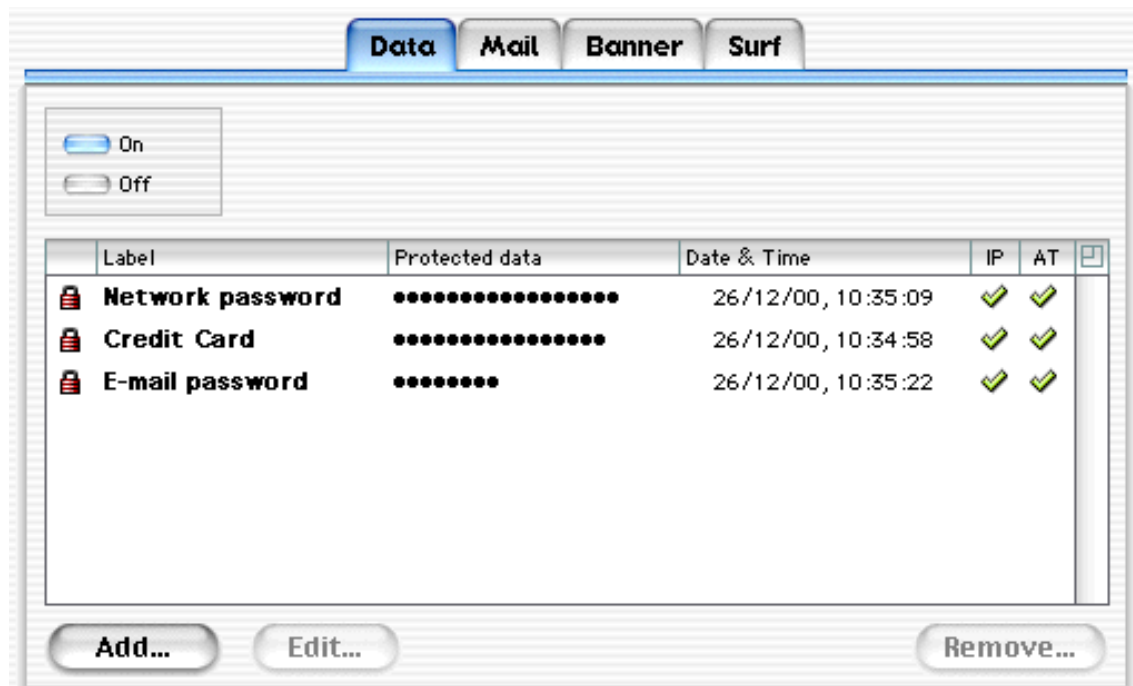 Data Mail Banner Surf
On
Off
Label Protected data Date & Time IP AT
Network password ••••••••••••••••• 26/12/00, 10:35:09
Credit Card •••••••••••••••• 26/12/00, 10:34:58
E-mail password •••••••• 26/12/00, 10:35:22
Add... Edit... Remove...